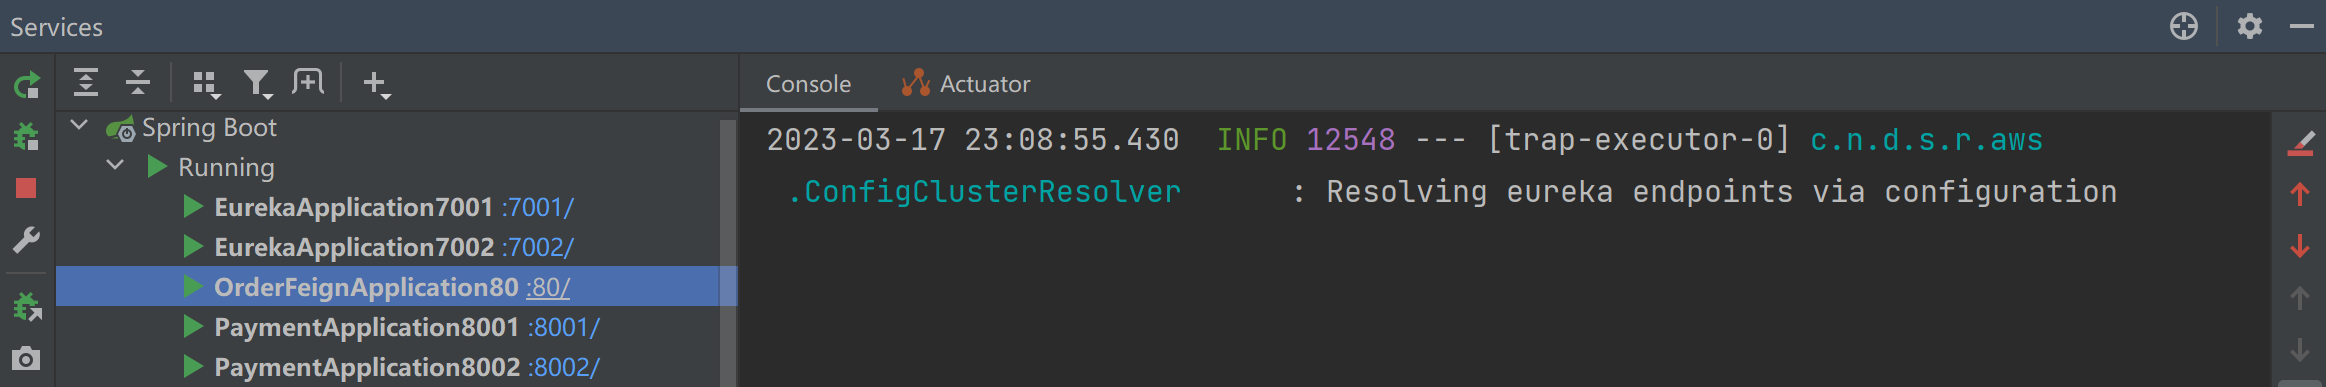 Services
Console Actuator
Spring Boot
Running
EurekaApplication7001 :7001/
EurekaApplication7002 :7002/
OrderFeignApplication80 :80/
PaymentApplication8001 :8001/
PaymentApplication8002 :8002/
2023-03-17 23:08:55.430  INFO 12548 --- [trap-executor-0] c.n.d.s.r.aws
.ConfigClusterResolver      : Resolving eureka endpoints via configuration